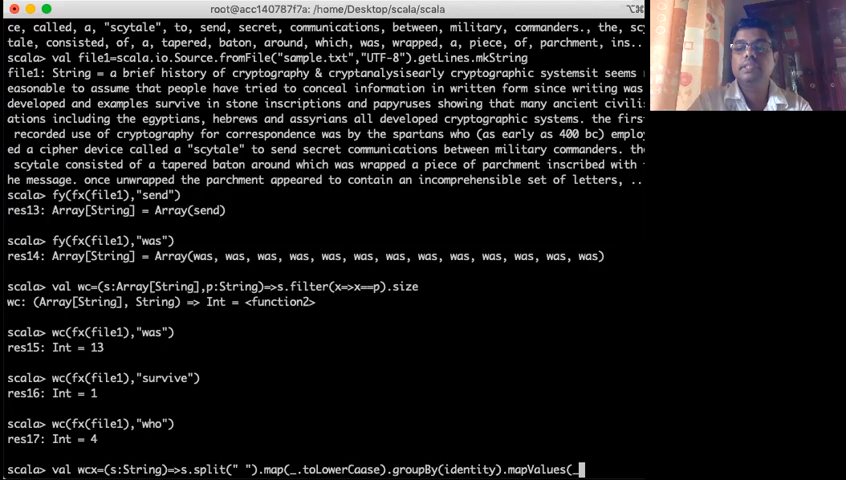 root@acc140787f7a: /home/Desktop/scala/scala
ce, called, a, "scytale", to, send, secret, communications, between, military, commanders., the, sc
tale, consisted, of, a, tapered, baton, around, which, was, wrapped, a, piece, of, parchment, ins...
scala> val file1=scala.io.Source.fromFile("sample.txt","UTF-8").getLines.mkString
file1: String = a brief history of cryptography & cryptanalysisearly cryptographic systemsit seems
easonable to assume that people have tried to conceal information in written form since writing was
developed and examples survive in stone inscriptions and papyruses showing that many ancient civili
ations including the egyptians, hebrews and assyrians all developed cryptographic systems. the firs
recorded use of cryptography for correspondence was by the spartans who (as early as 400 bc) emplo
ed a cipher device called a "scytale" to send secret communications between military commanders. th
scytale consisted of a tapered baton around which was wrapped a piece of parchment inscribed with
he message. once unwrapped the parchment appeared to contain an incomprehensible set of letters, ...
scala> fy(fx(file1),"send")
res13: Array[String] = Array(send)
scala> fy(fx(file1),"was")
res14: Array[String] = Array(was, was, was, was, was, was, was, was, was, was, was, was, was)
scala> val wc=(s:Array[String],p:String)=>s.filter(x=>x==p).size
wc: (Array[String], String) => Int = <function2>
scala> wc(fx(file1),"was")
res15: Int = 13
scala> wc(fx(file1),"survive")
res16: Int = 1
scala> wc(fx(file1),"who")
res17: Int = 4
scala> val wcx=(s:String)=>s.split(" ").map(_.toLowerCaase).groupBy(identity).mapValues(_